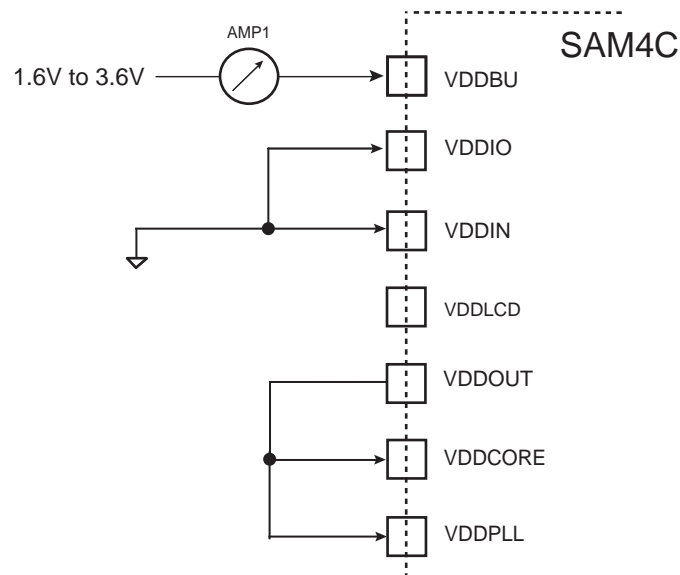 AMP1
SAM4C
1.6V to 3.6V
VDDBU
VDDIO
VDDIN
VDDLCD
VDDOUT
VDDCORE
VDDPLL